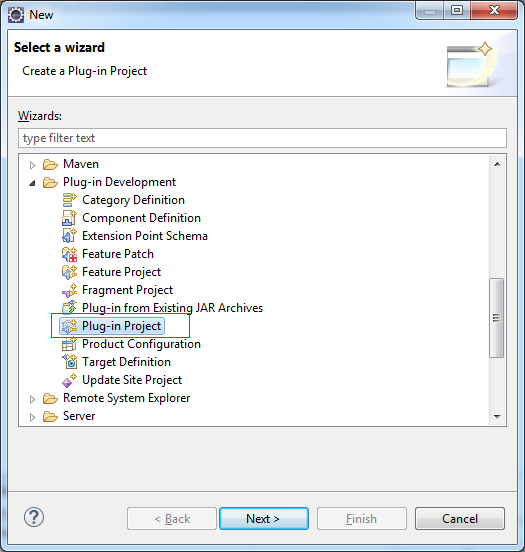 New
Select a wizard
Create a Plug-in Project
Wizards:
type filter text
Maven
Plug-in Development
Category Definition
Component Definition
Extension Point Schema
Feature Patch
Feature Project
Fragment Project
Plug-in from Existing JAR Archives
Plug-in Project
Product Configuration
Target Definition
Update Site Project
Remote System Explorer
Server
?
< Back
Next >
Finish
Cancel